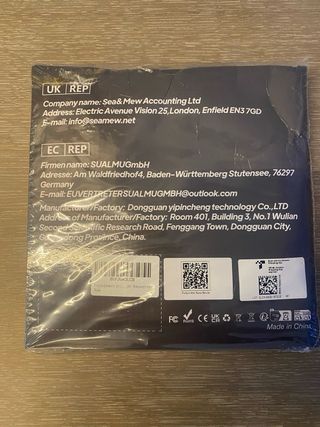 UK REP
Company name: Sea& Mew Accounting Ltd
Address: Electric Avenue Vision 25, London, Enfield EN3 7GD
E-mail: info@seamew.net
EC REP
Firmen name: SUALMUGmbH
Adresse: Am Waldfriedhof4, Baden-Württemberg Stutensee, 76297
Germany
E-mail: EUVERTRETERSUALMUGMBH@outlook.com
Manufacturer/Factory: Dongguan yipincheng technology Co.,LTD
Address of Manufacturer/Factory: Room 401, Building 3, No.1 Wulian
Second Scientific Research Road, Fenggang Town, Dongguan City,
Guangdong Province, China.
Made in China